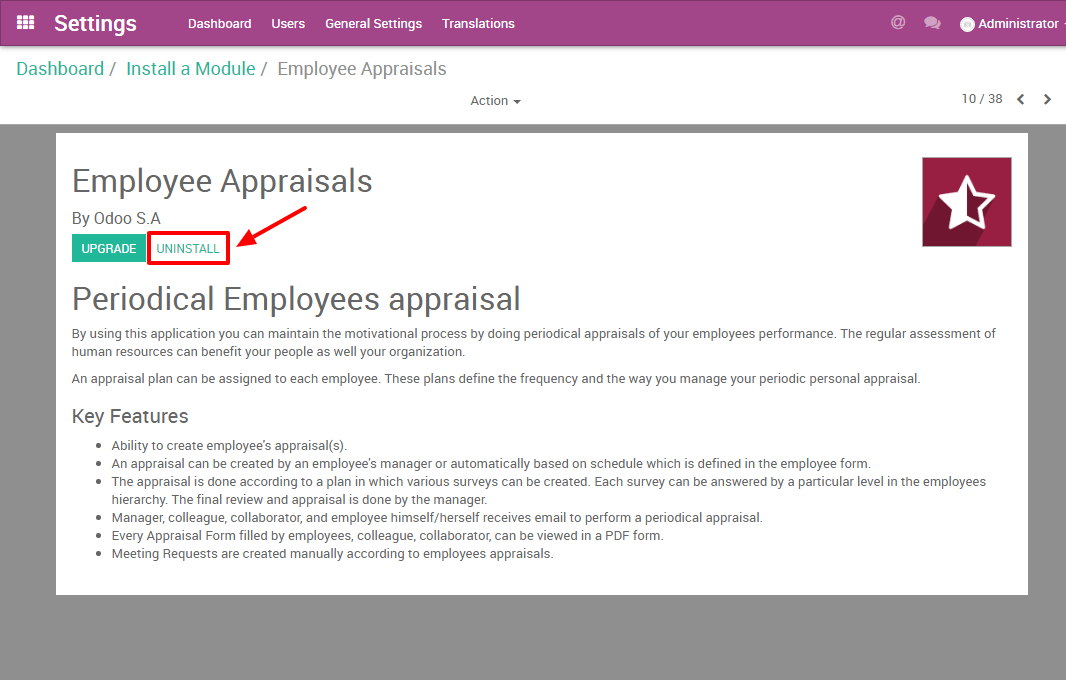 Settings Dashboard Users General Settings Translations @ Administrator
Dashboard / Install a Module / Employee Appraisals
Action 10 / 38
Employee Appraisals
By Odoo S.A
UPGRADE UNINSTALL
Periodical Employees appraisal
By using this application you can maintain the motivational process by doing periodical appraisals of your employees performance. The regular assessment of
human resources can benefit your people as well your organization.
An appraisal plan can be assigned to each employee. These plans define the frequency and the way you manage your periodic personal appraisal.
Key Features
Ability to create employee's appraisal(s).
An appraisal can be created by an employee's manager or automatically based on schedule which is defined in the employee form.
The appraisal is done according to a plan in which various surveys can be created. Each survey can be answered by a particular level in the employees
hierarchy. The final review and appraisal is done by the manager.
Manager, colleague, collaborator, and employee himself/herself receives email to perform a periodical appraisal.
Every Appraisal Form filled by employees, colleague, collaborator, can be viewed in a PDF form.
Meeting Requests are created manually according to employees appraisals.